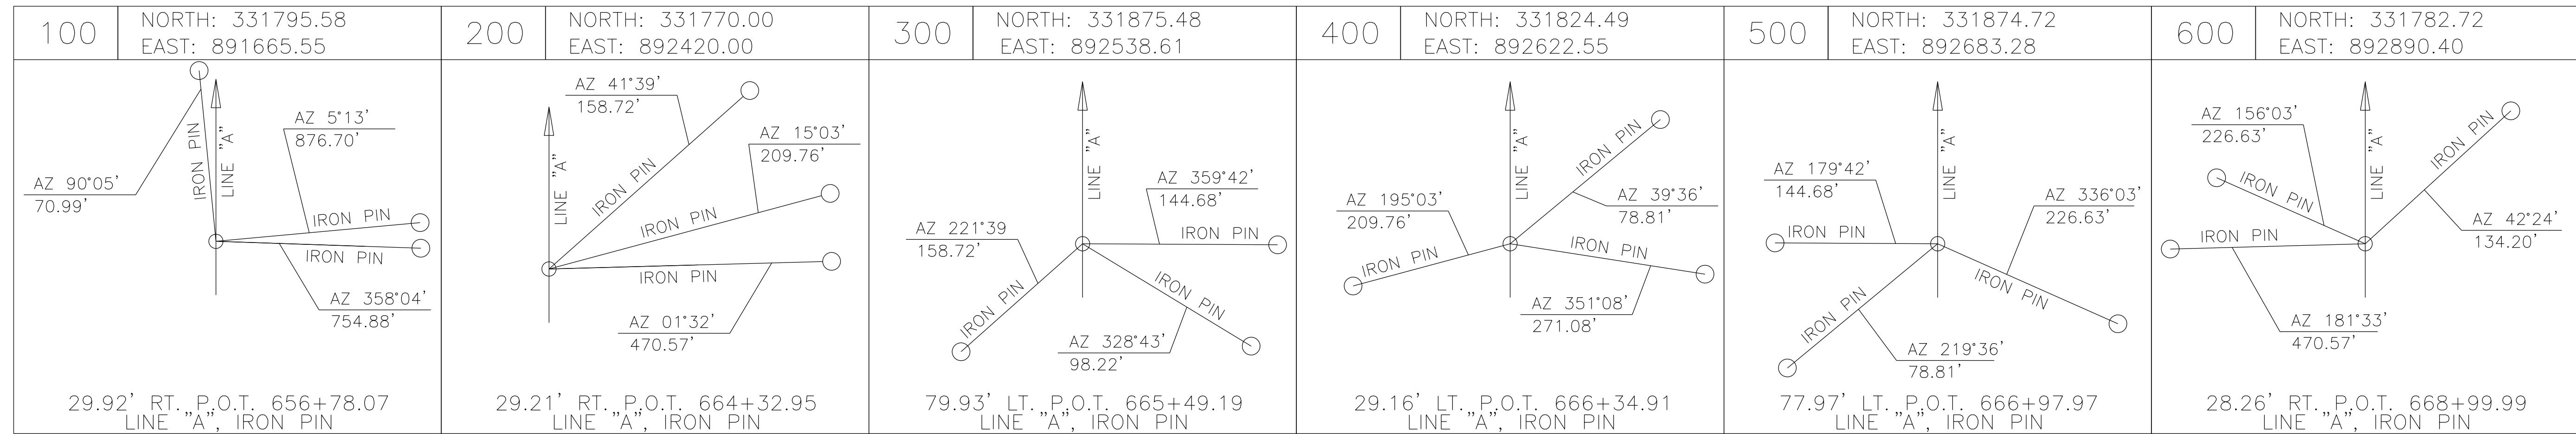 100
NORTH: 331795.58
EAST: 891665.55
AZ 5°13'
876.70'
AZ 90°05'
70.99'
IRON PIN
LINE "A"
IRON PIN
IRON PIN
AZ 358°04'
754.88'
29.92' RT. P.O.T. 656+78.07
LINE "A", IRON PIN
200
NORTH: 331770.00
EAST: 892420.00
AZ 41°39'
158.72'
AZ 15°03'
209.76'
LINE "A"
IRON PIN
IRON PIN
IRON PIN
AZ 01°32'
470.57'
29.21' RT. P.O.T. 664+32.95
LINE "A", IRON PIN
300
NORTH: 331875.48
EAST: 892538.61
LINE "A"
AZ 359°42'
144.68'
AZ 221°39
158.72'
IRON PIN
IRON PIN
IRON PIN
AZ 328°43'
98.22'
79.93' LT. P.O.T. 665+49.19
LINE "A", IRON PIN
400
NORTH: 331824.49
EAST: 892622.55
LINE "A"
IRON PIN
AZ 39°36'
78.81'
AZ 195°03'
209.76'
IRON PIN
IRON PIN
AZ 351°08'
271.08'
29.16' LT. P.O.T. 666+34.91
LINE "A", IRON PIN
500
NORTH: 331874.72
EAST: 892683.28
LINE "A"
AZ 179°42'
144.68'
AZ 336°03'
226.63'
IRON PIN
IRON PIN
IRON PIN
AZ 219°36'
78.81'
77.97' LT. P.O.T. 666+97.97
LINE "A", IRON PIN
600
NORTH: 331782.72
EAST: 892890.40
AZ 156°03'
226.63'
LINE "A"
IRON PIN
IRON PIN
IRON PIN
AZ 42°24'
134.20'
AZ 181°33'
470.57'
28.26' RT. P.O.T. 668+99.99
LINE "A", IRON PIN